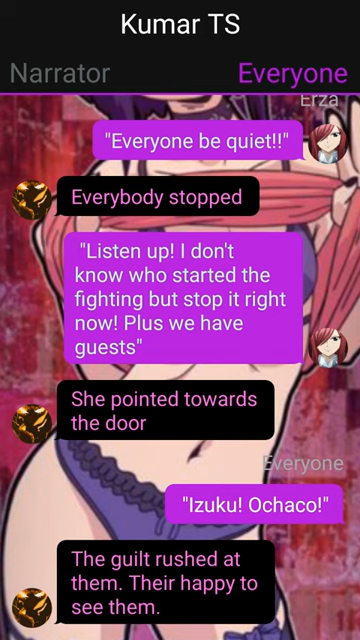 Kumar TS
Narrator
Everyone
Erza
"Everyone be quiet!!"
Everybody stopped
"Listen up! I don't
know who started the
fighting but stop it right
now! Plus we have
guests"
She pointed towards
the door
Everyone
"Izuku! Ochaco!"
The guilt rushed at
them. Their happy to
see them.